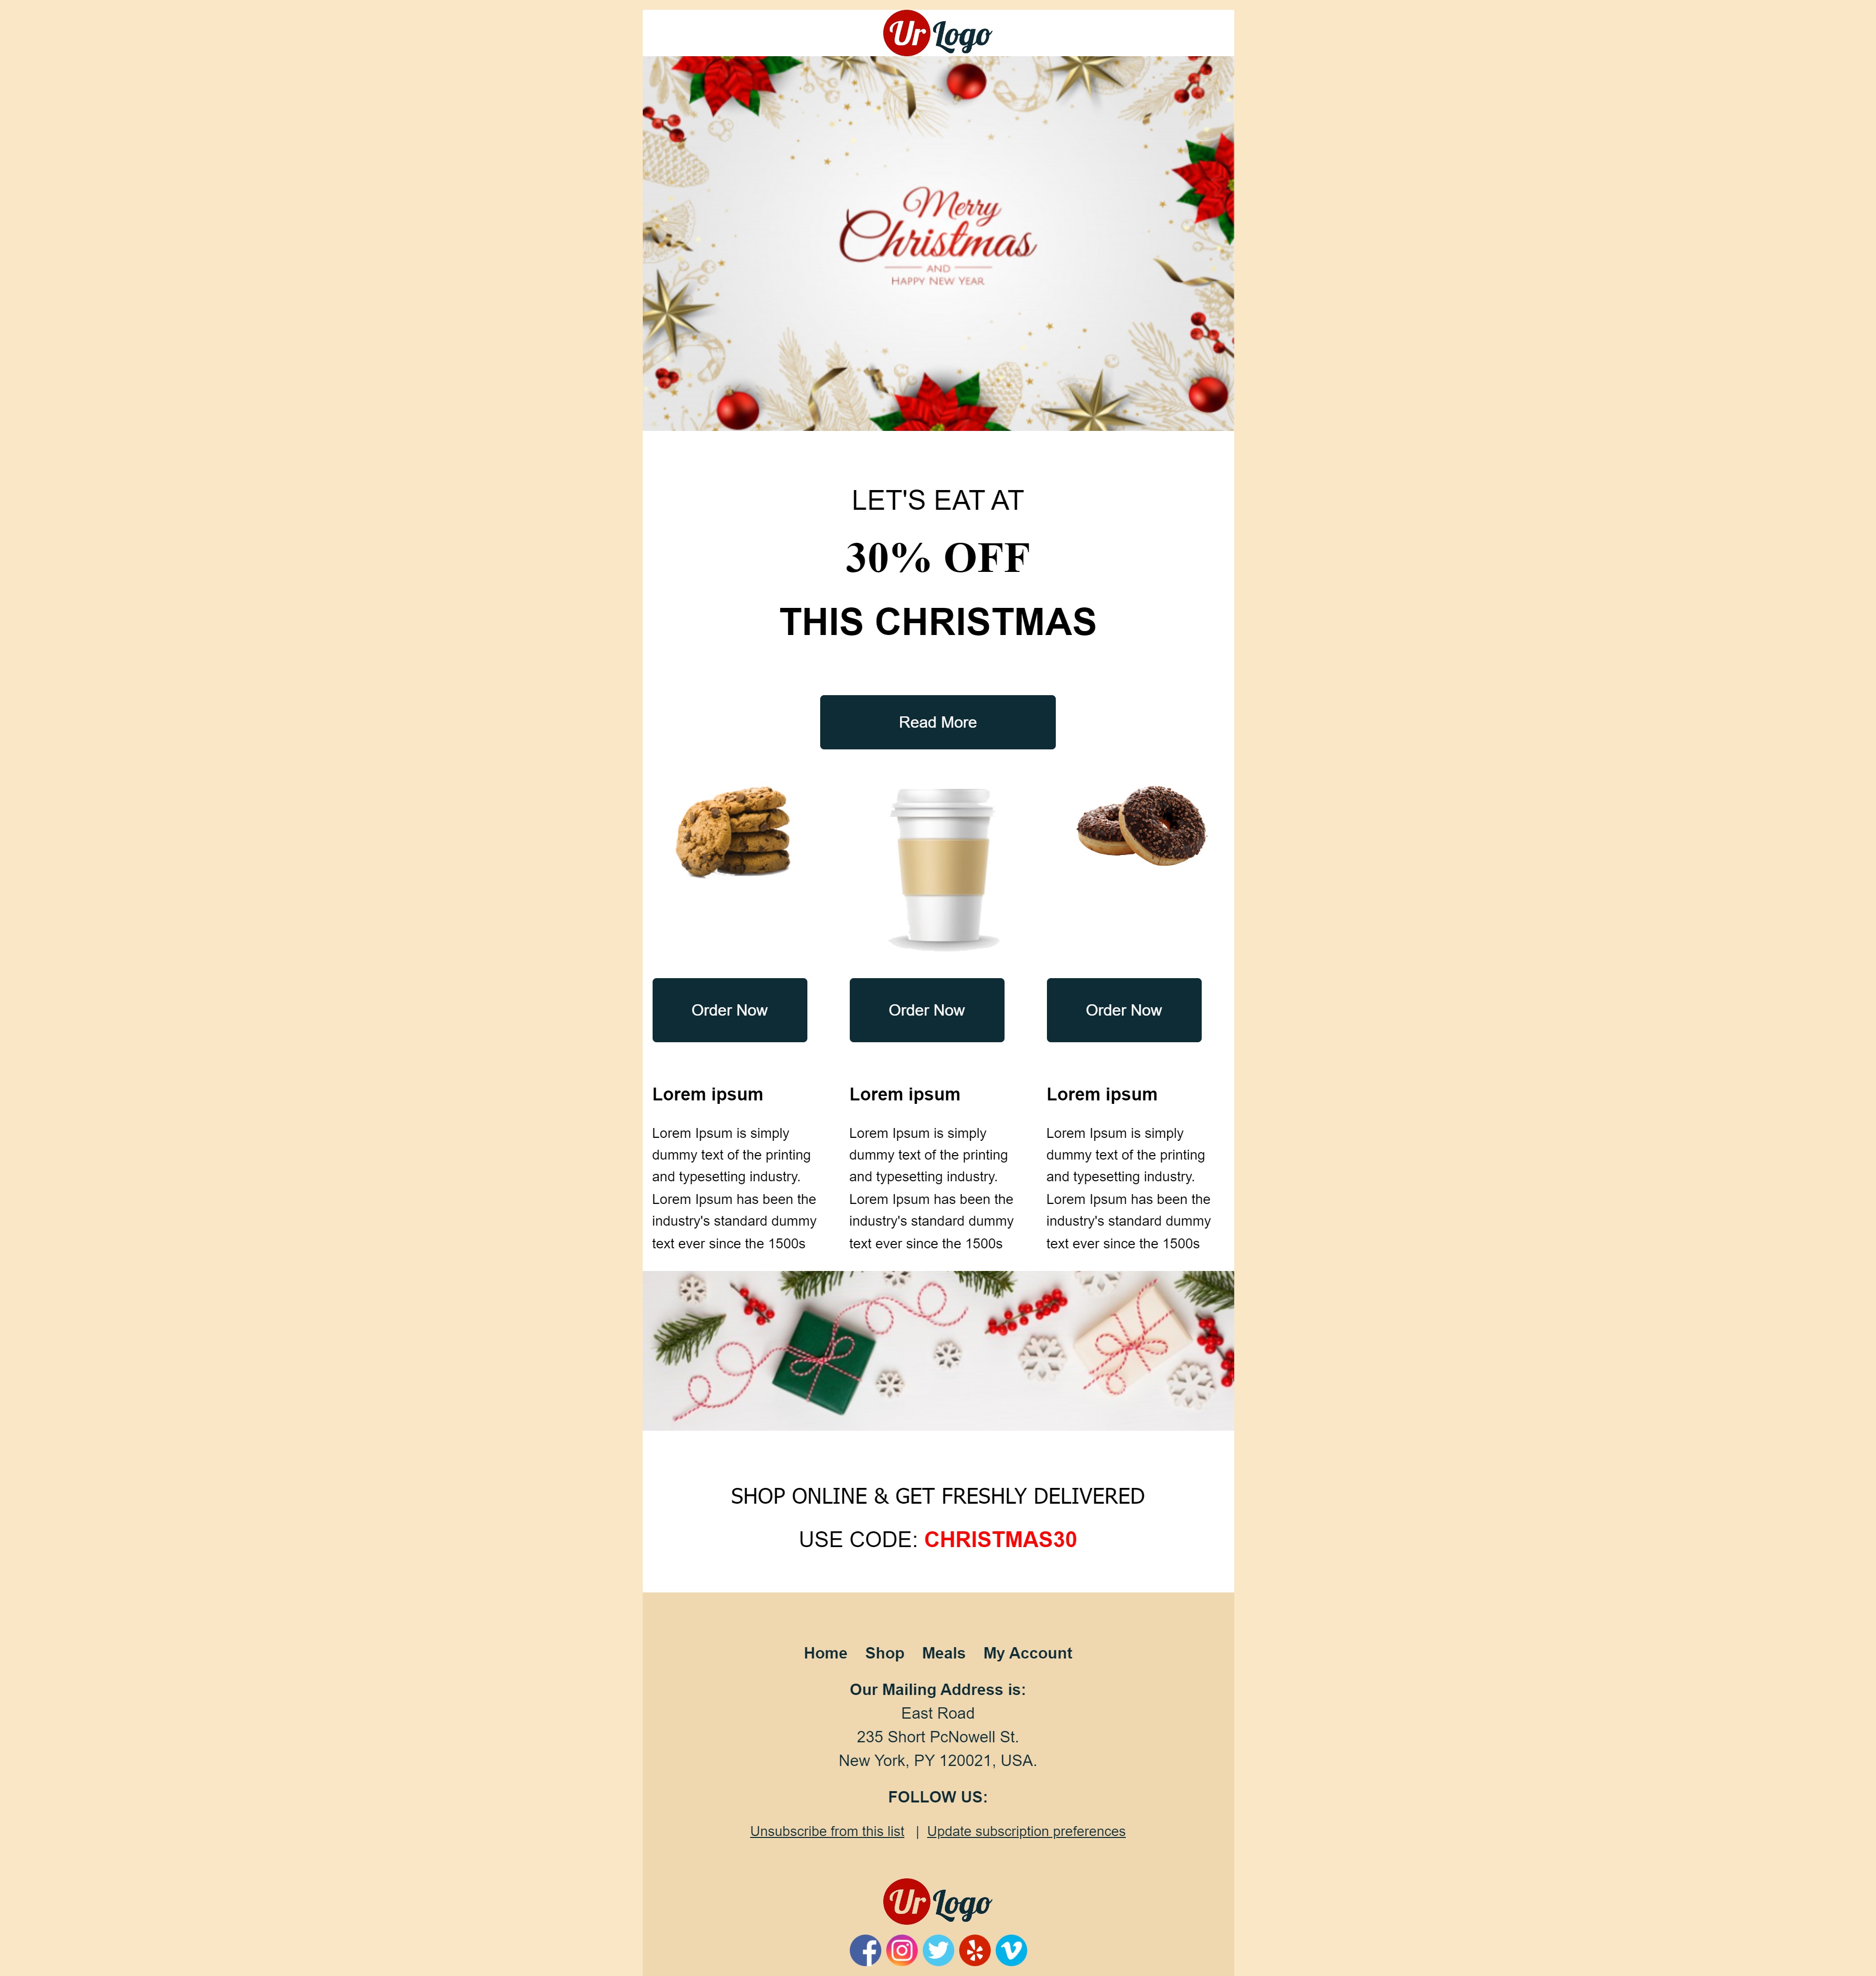 Ur Logo
Merry
Christmas
AND
HAPPY NEW YEAR
LET'S EAT AT
30% OFF
THIS CHRISTMAS
Read More
Order Now
Order Now
Order Now
Lorem ipsum
Lorem Ipsum is simply
dummy text of the printing
and typesetting industry.
Lorem Ipsum has been the
industry's standard dummy
text ever since the 1500s
Lorem ipsum
Lorem Ipsum is simply
dummy text of the printing
and typesetting industry.
Lorem Ipsum has been the
industry's standard dummy
text ever since the 1500s
Lorem ipsum
Lorem Ipsum is simply
dummy text of the printing
and typesetting industry.
Lorem Ipsum has been the
industry's standard dummy
text ever since the 1500s
SHOP ONLINE & GET FRESHLY DELIVERED
USE CODE: CHRISTMAS30
Home Shop Meals My Account
Our Mailing Address is:
East Road
235 Short PcNowell St.
New York, PY 120021, USA.
FOLLOW US:
Unsubscribe from this list | Update subscription preferences
Ur Logo